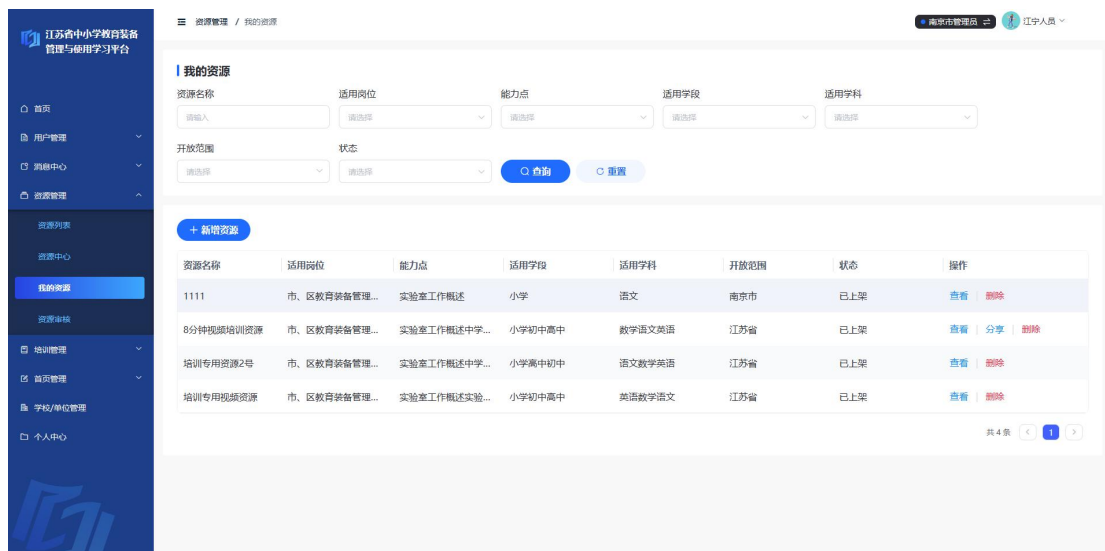 江苏省中小学教育装备
管理与使用学习平台
首页
用户管理
消息中心
资源管理
资源列表
资源中心
我的资源
资源审核
培训管理
首页管理
学校/单位管理
个人中心
资源管理 / 我的资源
南京市管理员 江宁人员
我的资源
资源名称 适用岗位 能力点 适用学段 适用学科
请输入 请选择 请选择 请选择 请选择
开放范围 状态
请选择 请选择 查询 重置
+ 新增资源
资源名称 适用岗位 能力点 适用学段 适用学科 开放范围 状态 操作
1111 市、区教育装备管理... 实验室工作概述 小学 语文 南京市 已上架 查看 删除
8分钟视频培训资源 市、区教育装备管理... 实验室工作概述中学... 小学初中高中 数学语文英语 江苏省 已上架 查看 分享 删除
培训专用资源2号 市、区教育装备管理... 实验室工作概述中学... 小学高中初中 语文数学英语 江苏省 已上架 查看 删除
培训专用视频资源 市、区教育装备管理... 实验室工作概述实验... 小学初中高中 英语数学语文 江苏省 已上架 查看 删除
共 4 条 < 1 >